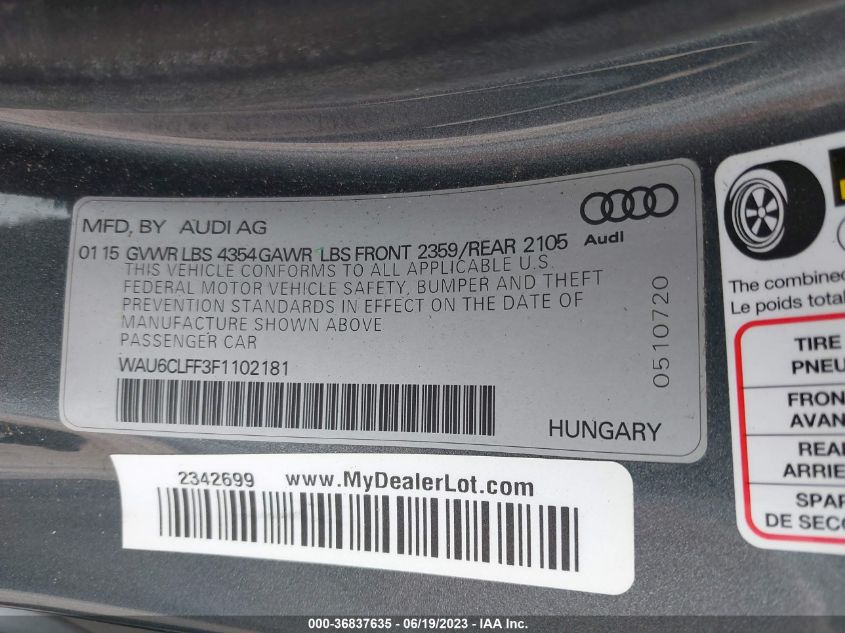 MFD. BY AUDI AG
01 15 GVWR LBS 4354 GAWR LBS FRONT 2359/REAR 2105
THIS VEHICLE CONFORMS TO ALL APPLICABLE U.S.
FEDERAL MOTOR VEHICLE SAFETY, BUMPER AND THEFT
PREVENTION STANDARDS IN EFFECT ON THE DATE OF
MANUFACTURE SHOWN ABOVE
PASSENGER CAR
WAU6CLFF3F1102181
Audi
0510720
HUNGARY
2342699 www.MyDealerLot.com
The combined
Le poids total
TIRE
PNEU
FRON
AVAN
REAR
ARRIE
SPAR
DE SECO
000-36837635 - 06/19/2023 - IAAI Inc.